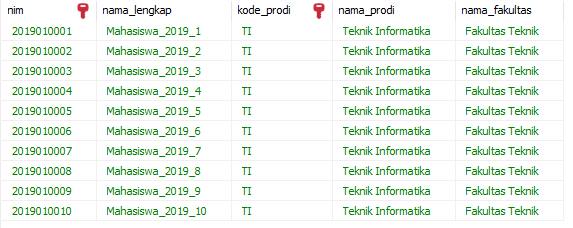 nim nama_lengkap kode_prodi nama_prodi nama_fakultas
2019010001 Mahasiswa_2019_1 TI Teknik Informatika Fakultas Teknik
2019010002 Mahasiswa_2019_2 TI Teknik Informatika Fakultas Teknik
2019010003 Mahasiswa_2019_3 TI Teknik Informatika Fakultas Teknik
2019010004 Mahasiswa_2019_4 TI Teknik Informatika Fakultas Teknik
2019010005 Mahasiswa_2019_5 TI Teknik Informatika Fakultas Teknik
2019010006 Mahasiswa_2019_6 TI Teknik Informatika Fakultas Teknik
2019010007 Mahasiswa_2019_7 TI Teknik Informatika Fakultas Teknik
2019010008 Mahasiswa_2019_8 TI Teknik Informatika Fakultas Teknik
2019010009 Mahasiswa_2019_9 TI Teknik Informatika Fakultas Teknik
2019010010 Mahasiswa_2019_10 TI Teknik Informatika Fakultas Teknik